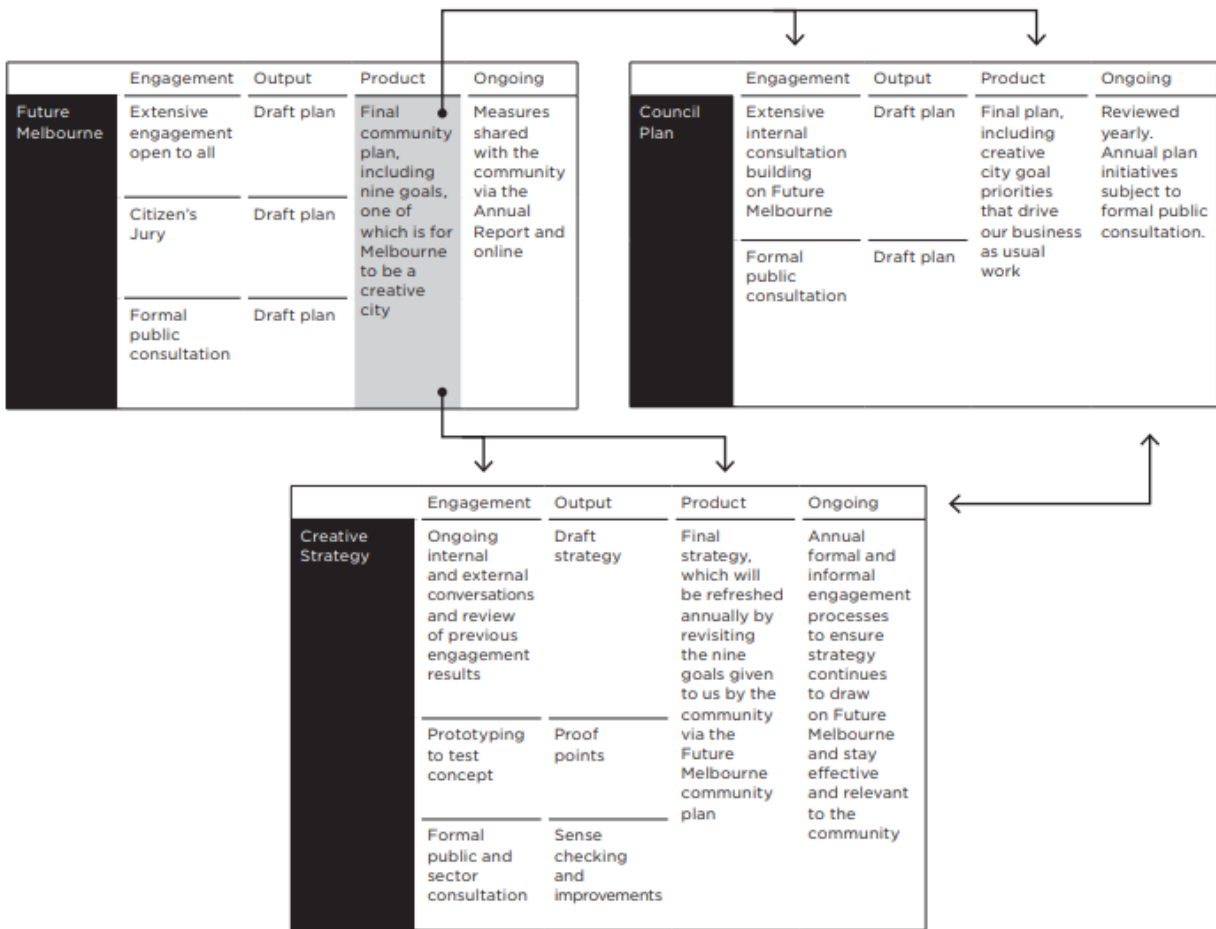 Engagement Output Product Ongoing
Future
Melbourne
Extensive
engagement
open to all
Draft plan
Citizen's
Jury
Draft plan
Formal
public
consultation
Draft plan
Final
community
plan,
including
nine goals,
one of
which is for
Melbourne
to be a
creative
city
Measures
shared
with the
community
via the
Annual
Report and
online
Engagement Output Product Ongoing
Council
Plan
Extensive
internal
consultation
building
on Future
Melbourne
Draft plan
Formal
public
consultation
Draft plan
Final plan,
including
creative
city goal
priorities
that drive
our business
as usual
work
Reviewed
yearly.
Annual plan
initiatives
subject to
formal public
consultation.
Engagement Output Product Ongoing
Creative
Strategy
Ongoing
internal
and external
conversations
and review
of previous
engagement
results
Draft
strategy
Prototyping
to test
concept
Proof
points
Formal
public and
sector
consultation
Sense
checking
and
improvements
Final
strategy,
which will
be refreshed
annually by
revisiting
the nine
goals given
to us by the
community
via the
Future
Melbourne
community
plan
Annual
formal and
informal
engagement
processes
to ensure
strategy
continues
to draw
on Future
Melbourne
and stay
effective
and relevant
to the
community